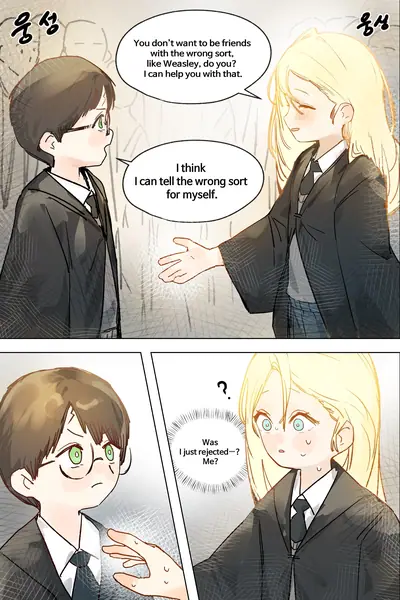 웅성
웅성
You don't want to be friends
with the wrong sort,
like Weasley, do you?
I can help you with that.
I think
I can tell the wrong sort
for myself.
?
Was
I just rejected—?
Me?